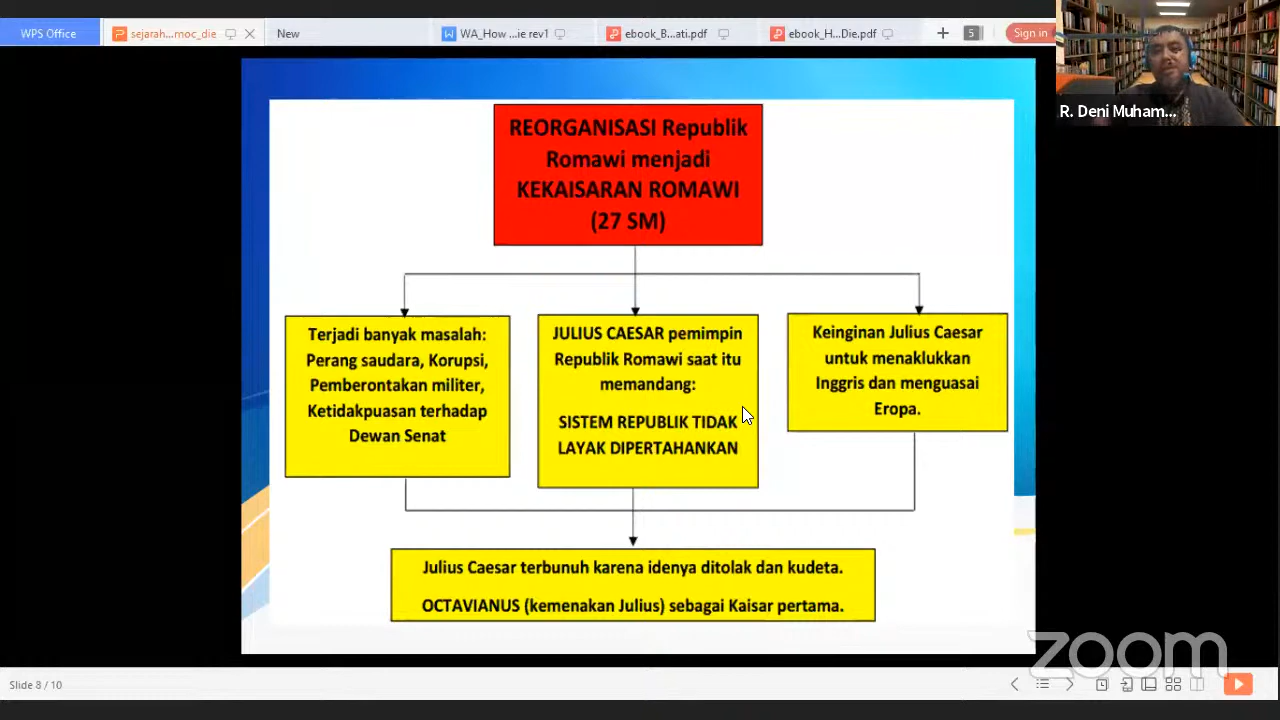 WPS Office
sejarah...moc_die
New
WA_How ...ie rev1
ebook_B...ati.pdf
ebook_H...Die.pdf
5
Sign in
R. Deni Muham...
REORGANISASI Republik
Romawi menjadi
KEKAISARAN ROMAWI
(27 SM)
Terjadi banyak masalah:
Perang saudara, Korupsi,
Pemberontakan militer,
Ketidakpuasan terhadap
Dewan Senat
JULIUS CAESAR pemimpin
Republik Romawi saat itu
memandang:
SISTEM REPUBLIK TIDAK
LAYAK DIPERTAHANKAN
Keinginan Julius Caesar
untuk menaklukkan
Inggris dan menguasai
Eropa.
Julius Caesar terbunuh karena idenya ditolak dan kudeta.
OCTAVIANUS (kemenakan Julius) sebagai Kaisar pertama.
zoom
Slide 8 / 10